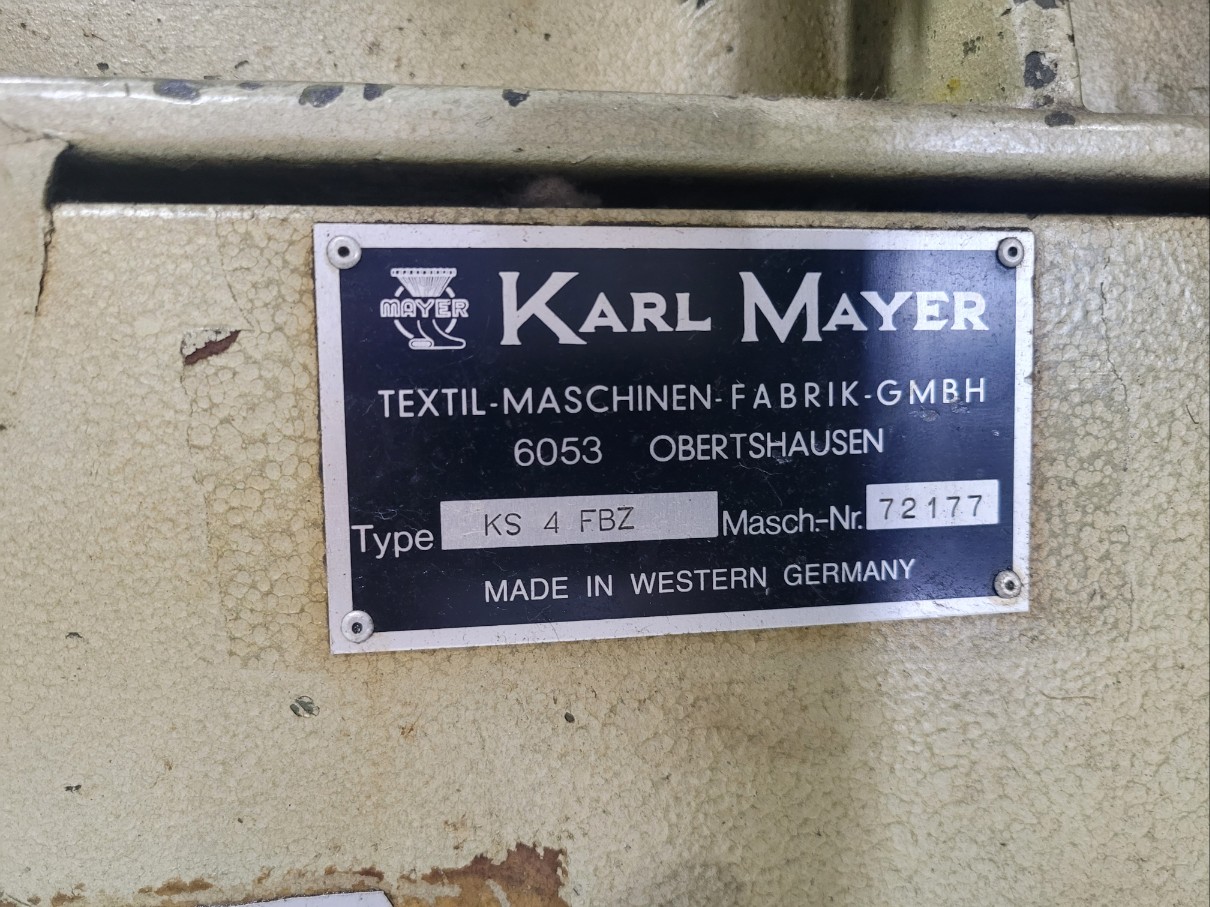 MAYER
KARL MAYER
TEXTIL-MASCHINEN-FABRIK-GMBH
6053 OBERTSHAUSEN
Type KS 4 FBZ Masch.-Nr. 72177
MADE IN WESTERN GERMANY